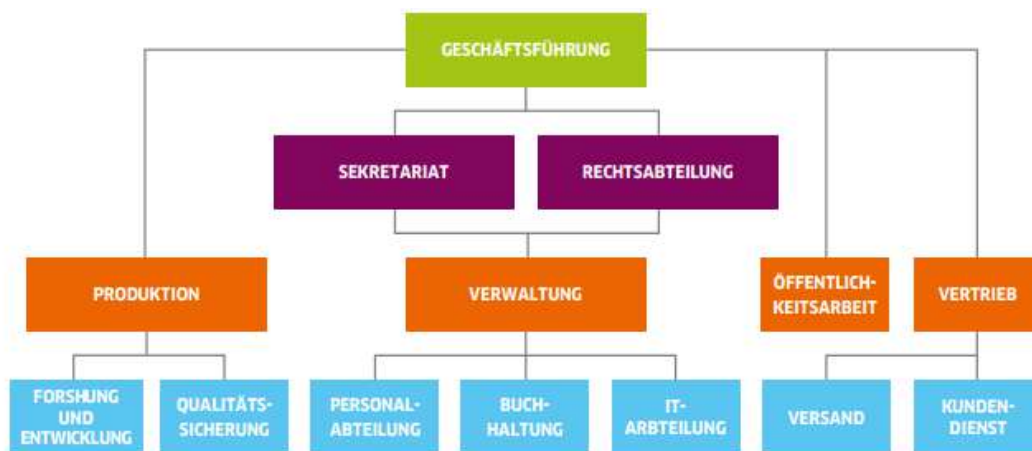 GESCHÄFTSFÜHRUNG
SEKRETARIAT
RECHTSABTEILUNG
PRODUKTION
VERWALTUNG
ÖFFENTLICH-
KEITSARBEIT
VERTRIEB
FORSHUNG
UND
ENTWICKLUNG
QUALITÄTS-
SICHERUNG
PERSONAL-
ABTEILUNG
BUCH-
HALTUNG
IT-
ARBTEILUNG
VERSAND
KUNDEN-
DIENST